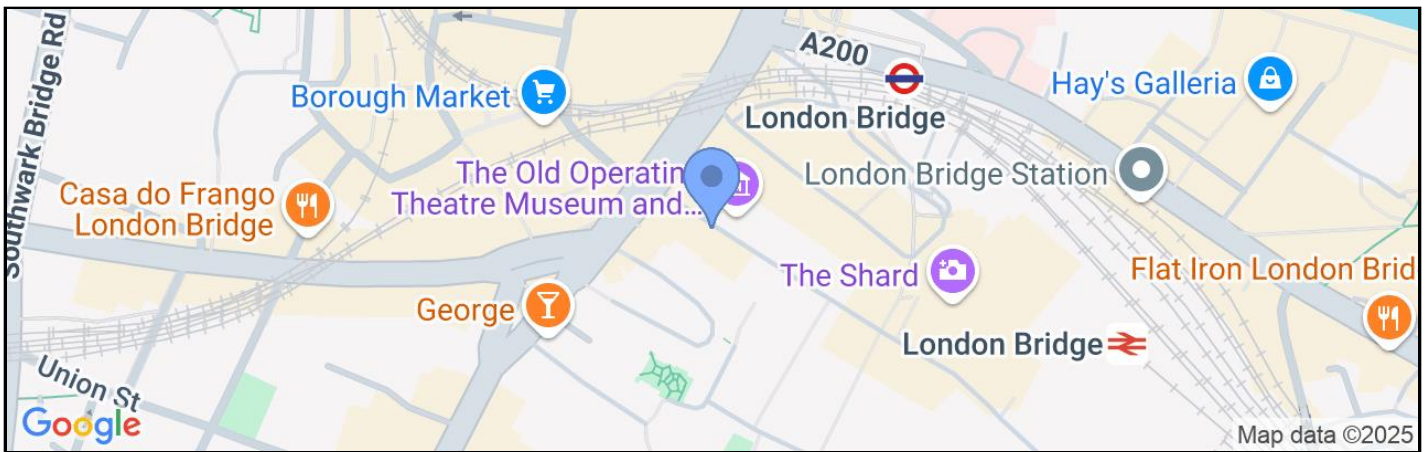 Southwark Bridge Rd
A200
Borough Market
London Bridge
Hay's Galleria
The Old Operatin
Theatre Museum and...
London Bridge Station
Casa do Frango
London Bridge
The Shard
Flat Iron London Brid
George
London Bridge
Union St
Google
Map data ©2025